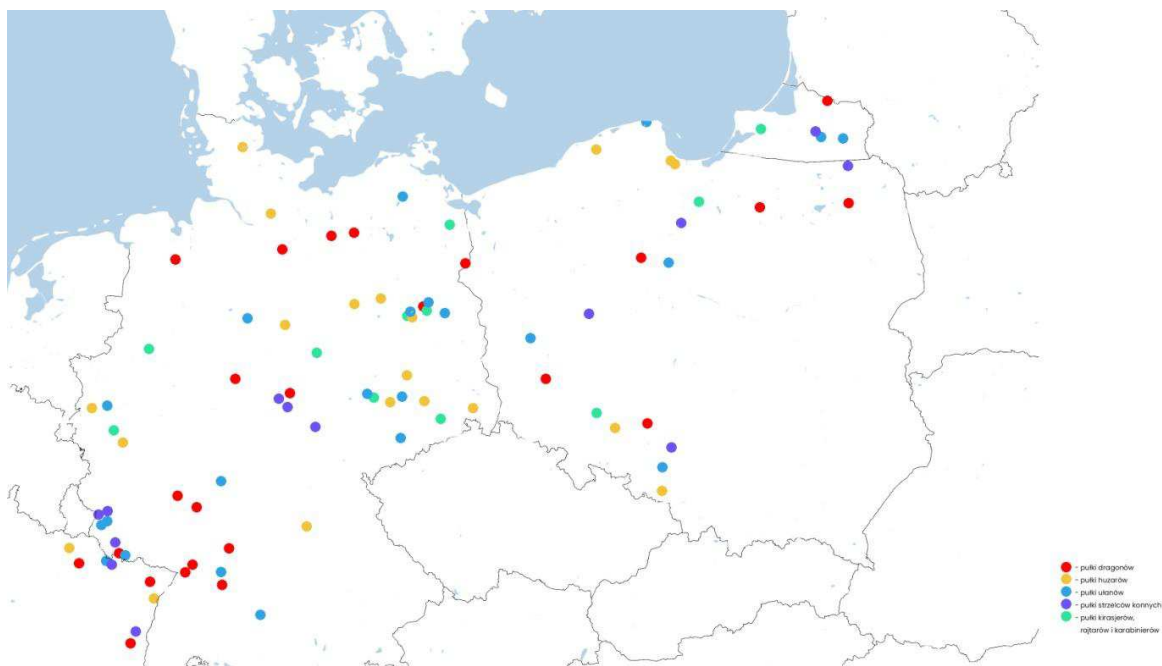 - pułki dragonów
- pułki huzarów
- pułki ułanów
- pułki strzelców konnych
- pułki kirasjerów,
rajtarów i karabinierów